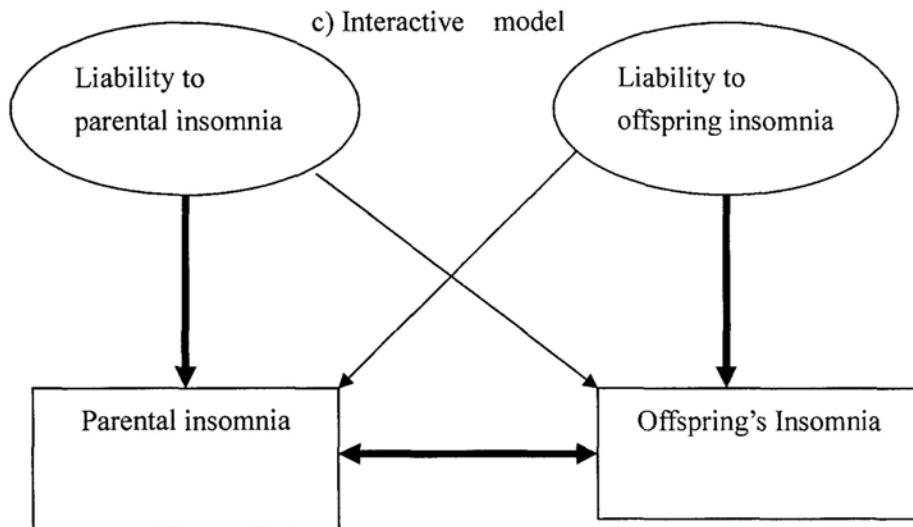 c) Interactive model
Liability to
parental insomnia
Liability to
offspring insomnia
Parental insomnia
Offspring's Insomnia